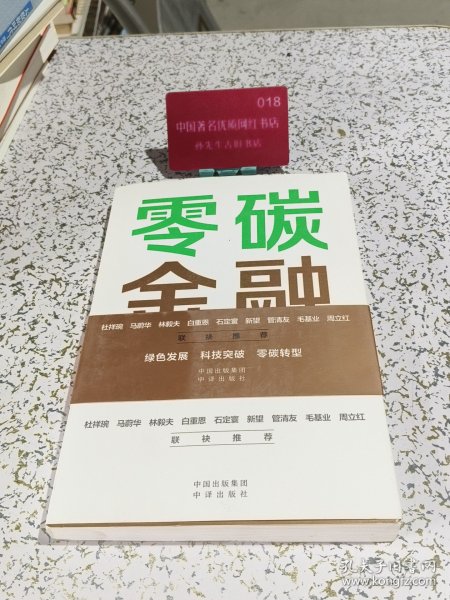 018
中国著名优质网红书店
孙先生古旧书店
零碳
金融
杜祥琬 马蔚华 林毅夫 白重恩 石定寰 新望 管清友 毛基业 周立红
联袂推荐
绿色发展 科技突破 零碳转型
中国出版集团
中译出版社
杜祥琬 马蔚华 林毅夫 白重恩 石定寰 新望 管清友 毛基业 周立红
联袂推荐
中国出版集团
中译出版社
孔夫子旧书网
www.kongfz.com